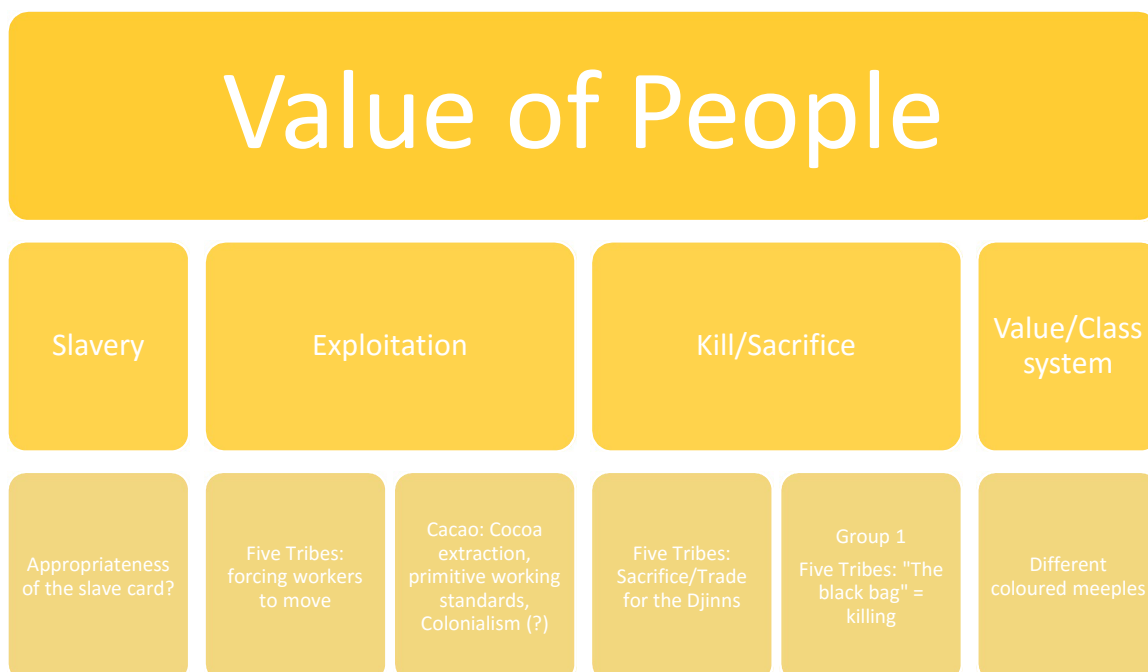 Value of People
Slavery
Exploitation
Kill/Sacrifice
Value/Class
system
Appropriateness
of the slave card?
Five Tribes:
forcing workers
to move
Cacao: Cocoa
extraction,
primitive working
standards,
Colonialism (?)
Five Tribes:
Sacrifice/Trade
for the Djinns
Group 1
Five Tribes: "The
black bag" =
killing
Different
coloured meeples